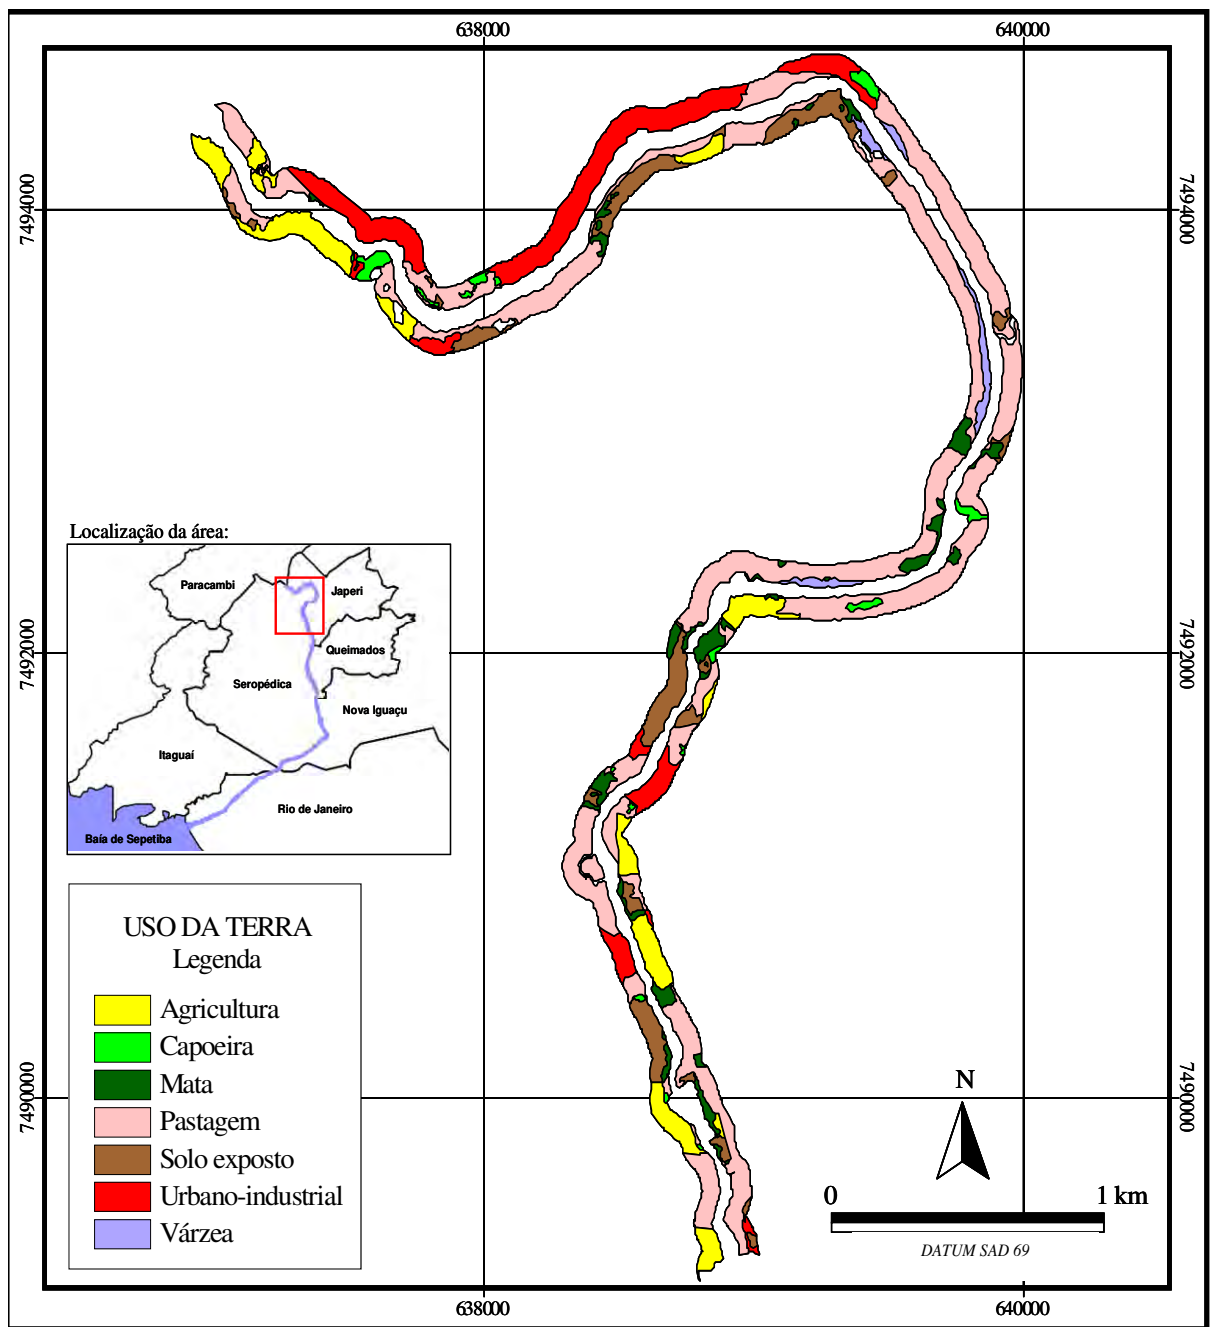 638000
640000
7494000
7494000
Localização da área:
Paracambi
Japeri
Queimados
Seropédica
Nova Iguaçu
Itaguaí
Rio de Janeiro
Baía de Sepetiba
7492000
7492000
USO DA TERRA
Legenda
Agricultura
Capoeira
Mata
Pastagem
Solo exposto
Urbano-industrial
Várzea
7490000
7490000
N
0 1 km
DATUM SAD 69
638000
640000